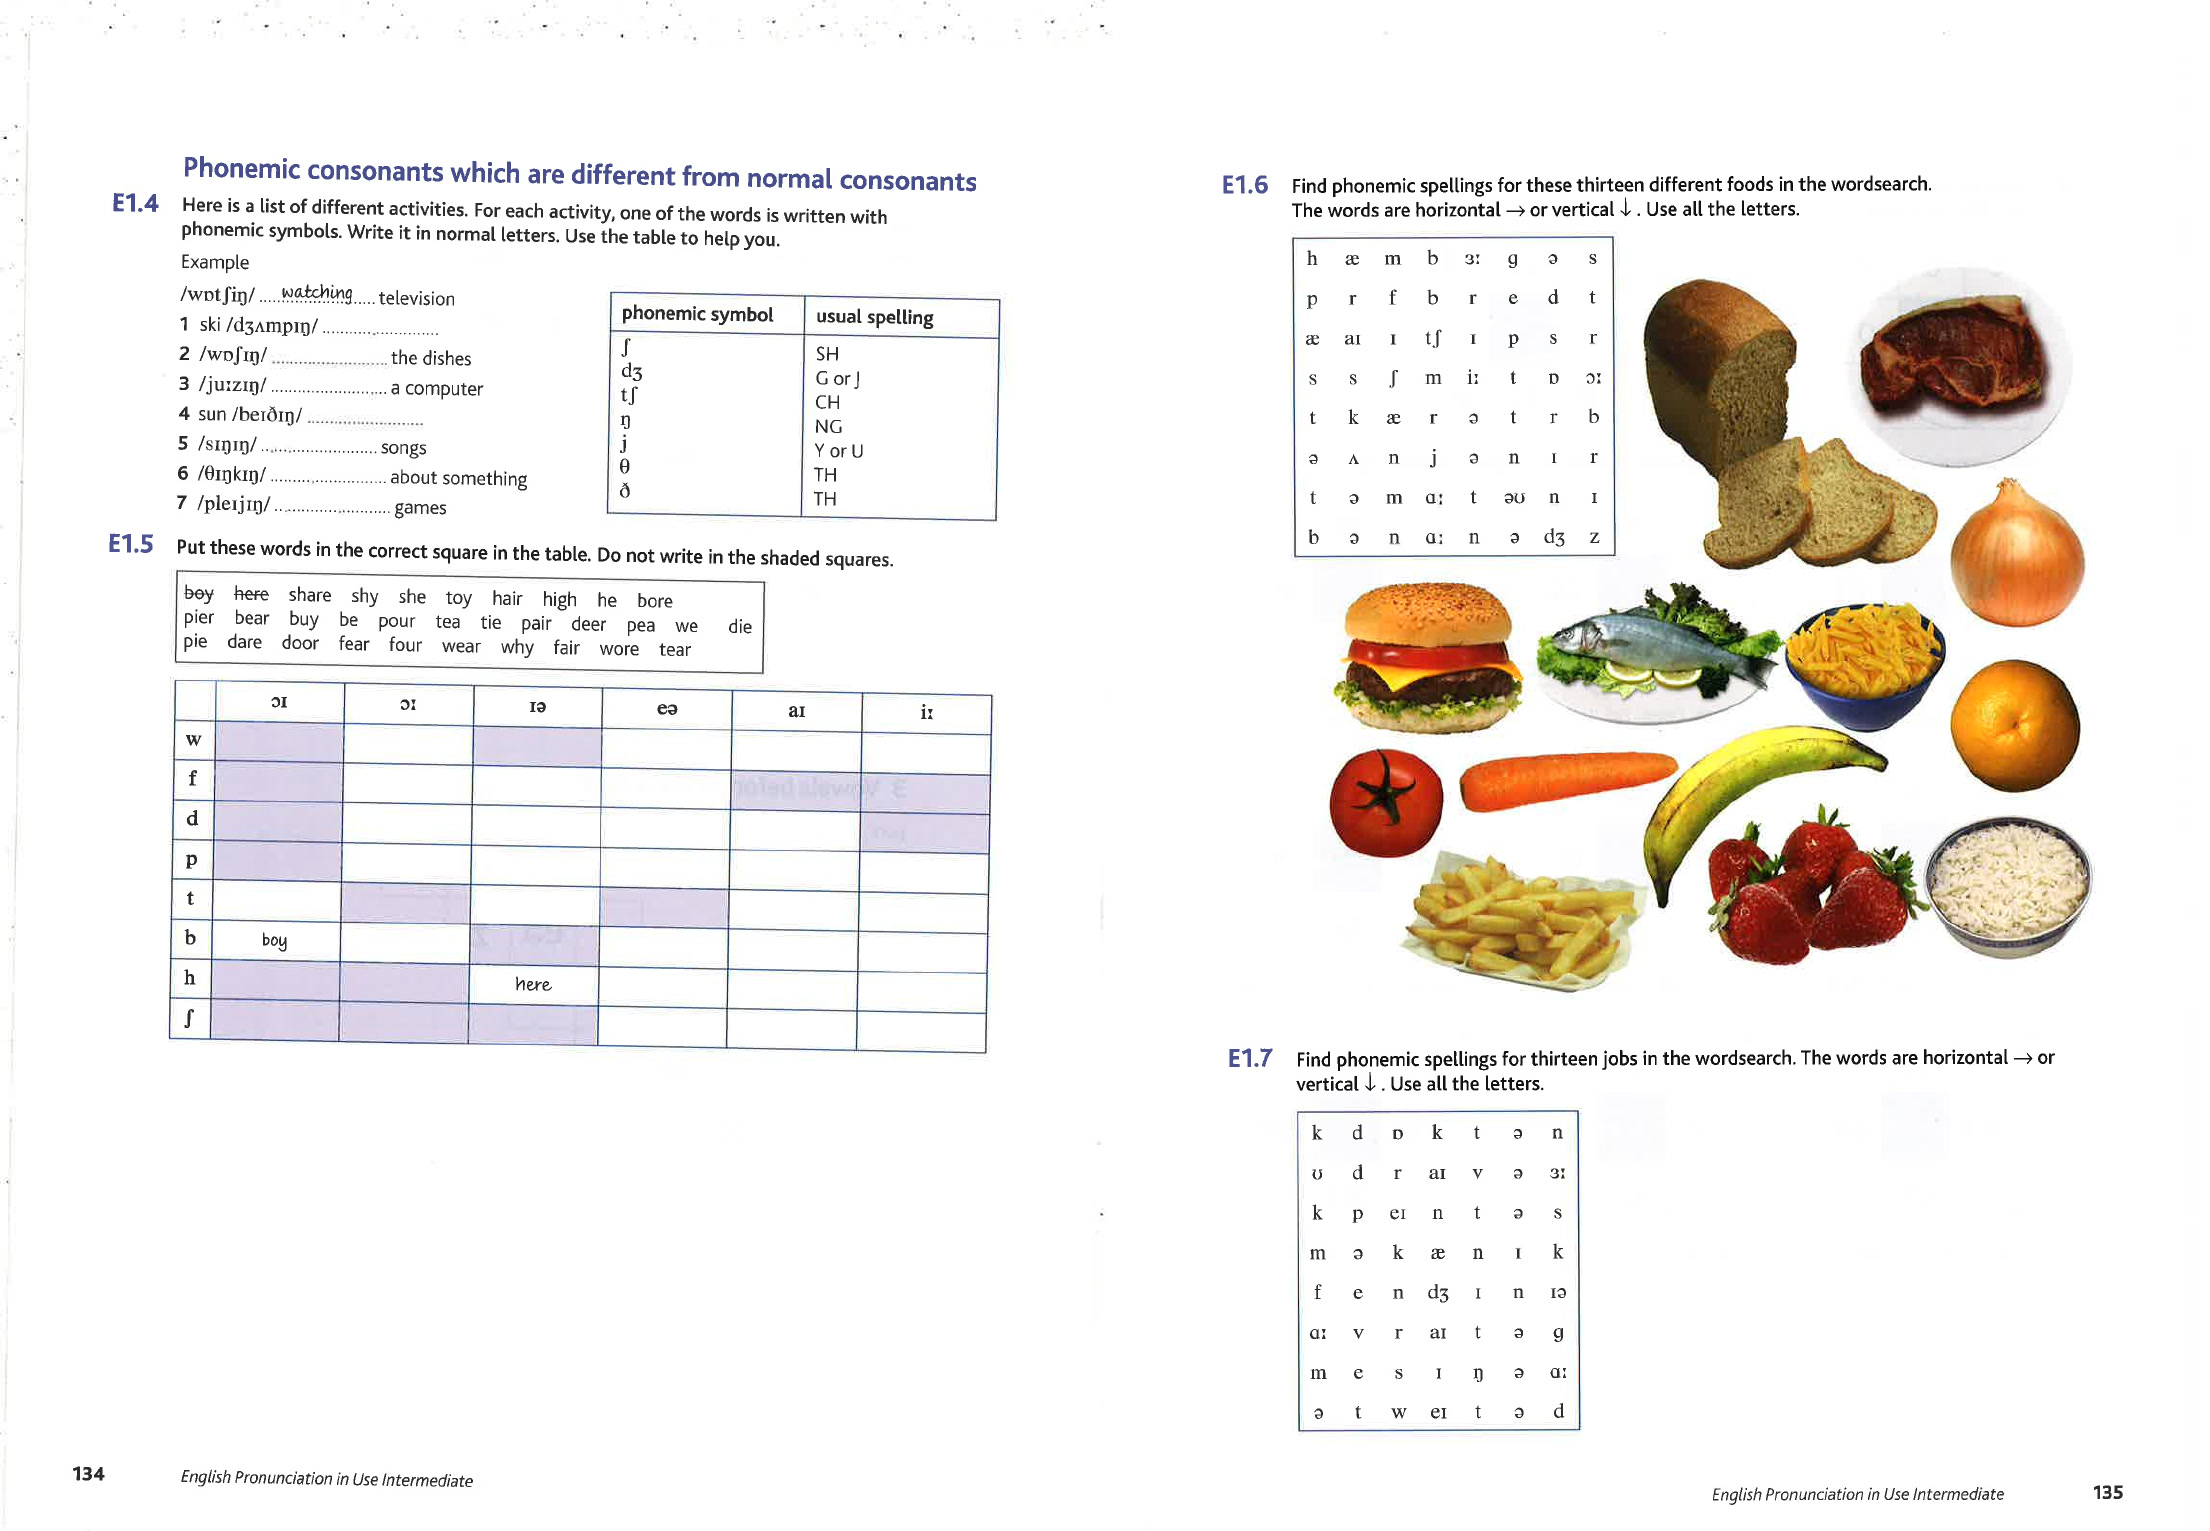 Phonemic consonants which are different from normal consonants
E1.4 Here is a list of different activities. For each activity, one of the words is written with
phonemic symbols. Write it in normal letters. Use the table to help you.
Example
/wɒtʃiŋ/ .....watching..... television
1 ski /dʒʌmpɪŋ/ ..........................
2 /wɒʃɪŋ/ .......................... the dishes
3 /juːzɪŋ/ .......................... a computer
4 sun /beɪðɪŋ/ ..........................
5 /sɪŋɪŋ/ .......................... songs
6 /θɪŋkɪŋ/ .......................... about something
7 /pleɪjɪŋ/ .......................... games
phonemic symbol usual spelling
ʃ SH
dʒ G or J
tʃ CH
ŋ NG
j Y or U
θ TH
ð TH
E1.5 Put these words in the correct square in the table. Do not write in the shaded squares.
boy here share shy she toy hair high he bore
pier bear buy be pour tea tie pair deer pea we die
pie dare door fear four wear why fair wore tear
ɔɪ ɔː ɪə eə aɪ iː
w
f
d
p
t
b boy
h here
ʃ
134 English Pronunciation in Use Intermediate
E1.6 Find phonemic spellings for these thirteen different foods in the wordsearch.
The words are horizontal → or vertical ↓ . Use all the letters.
h æ m b ɜː g ə s
p r f b r e d t
æ aɪ ɪ tʃ ɪ p s r
s s ʃ m iː t ɒ ɔː
t k æ r ə t r b
ə ʌ n j ə n ɪ r
t ə m ɑː t əʊ n ɪ
b ə n ɑː n ə dʒ z
E1.7 Find phonemic spellings for thirteen jobs in the wordsearch. The words are horizontal → or
vertical ↓ . Use all the letters.
k d ɒ k t ə n
ʊ d r aɪ v ə ɜː
k p eɪ n t ə s
m ə k æ n ɪ k
f e n dʒ ɪ n ɪə
ɑː v r aɪ t ə g
m e s ɪ ŋ ə ɑː
ə t w eɪ t ə d
English Pronunciation in Use Intermediate 135